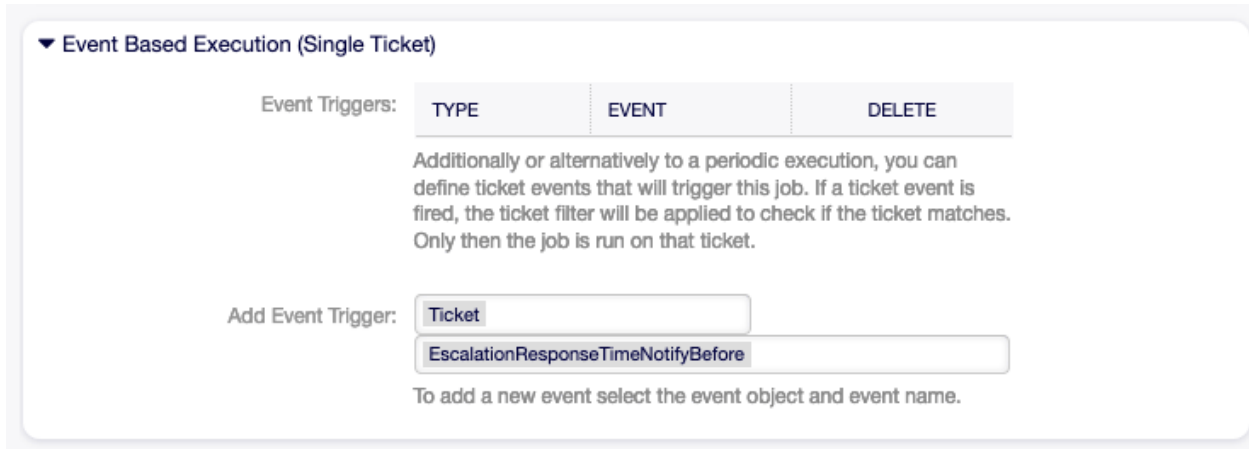 Event Based Execution (Single Ticket)
Event Triggers: TYPE EVENT DELETE
Additionally or alternatively to a periodic execution, you can
define ticket events that will trigger this job. If a ticket event is
fired, the ticket filter will be applied to check if the ticket matches.
Only then the job is run on that ticket.
Add Event Trigger: Ticket
EscalationResponseTimeNotifyBefore
To add a new event select the event object and event name.